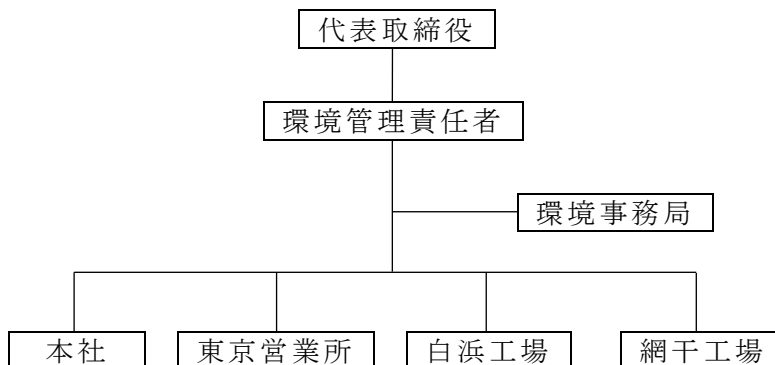 代表取締役
環境管理責任者
環境事務局
本社
東京営業所
白浜工場
網干工場